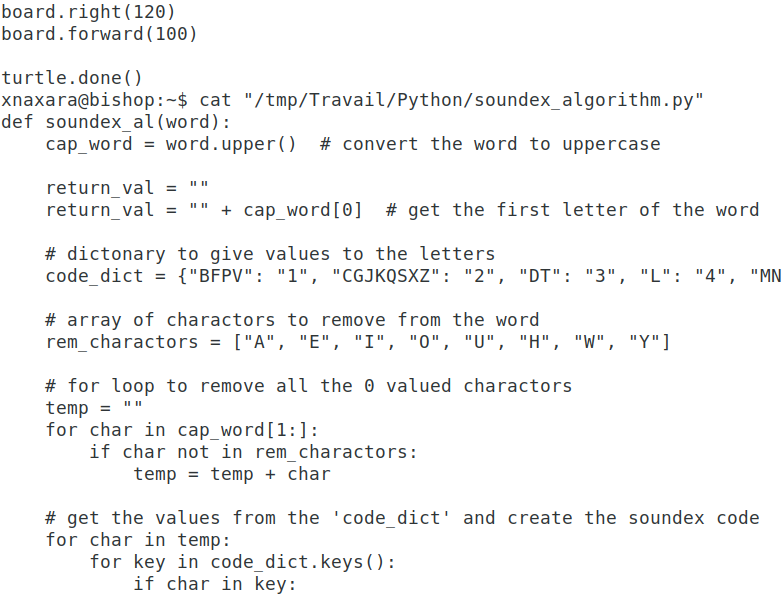 board.right(120)
board.forward(100)
turtle.done()
xnaxara@bishop:~$ cat "/tmp/Travail/Python/soundex_algorithm.py"
def soundex_al(word):
    cap_word = word.upper()  # convert the word to uppercase
    return_val = ""
    return_val = "" + cap_word[0]  # get the first letter of the word
    # dictonary to give values to the letters
    code_dict = {"BFPV": "1", "CGJKQSXZ": "2", "DT": "3", "L": "4", "MN
    # array of charactors to remove from the word
    rem_charactors = ["A", "E", "I", "O", "U", "H", "W", "Y"]
    # for loop to remove all the 0 valued charactors
    temp = ""
    for char in cap_word[1:]:
        if char not in rem_charactors:
            temp = temp + char
    # get the values from the 'code_dict' and create the soundex code
    for char in temp:
        for key in code_dict.keys():
            if char in key: